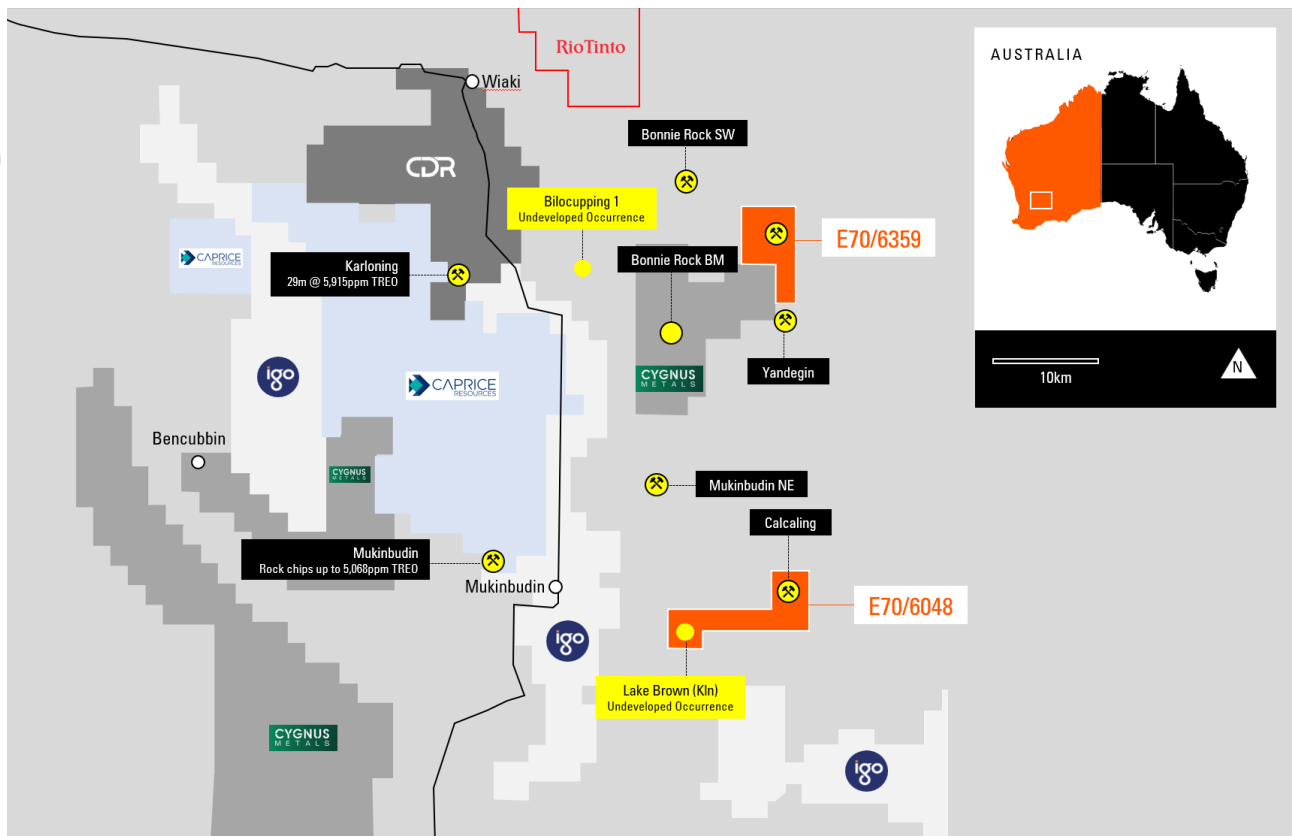 RioTinto
AUSTRALIA
Wiaki
Bonnie Rock SW
CDR
Bilocupping 1
Undeveloped Occurrence
E70/6359
CAPRICE
RESOURCES
Karloning
29m @ 5,915ppm TREO
Bonnie Rock BM
Yandegin
10km
N
igo
CAPRICE
RESOURCES
CYGNUS
METALS
Bencubbin
CYGNUS
METALS
Mukinbudin NE
Calcaling
Mukinbudin
Rock chips up to 5,068ppm TREO
Mukinbudin
E70/6048
igo
Lake Brown (Kln)
Undeveloped Occurrence
CYGNUS
METALS
igo